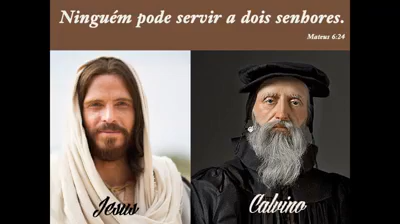 Ninguém pode servir a dois senhores.
Mateus 6:24
Jesus
Calvino